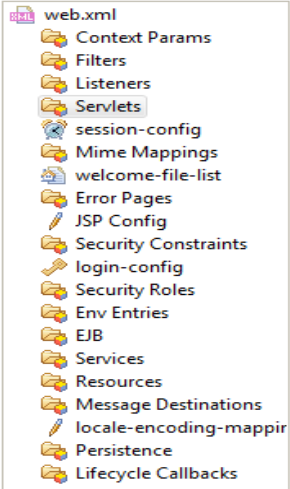 web.xml
Context Params
Filters
Listeners
Servlets
session-config
Mime Mappings
welcome-file-list
Error Pages
JSP Config
Security Constraints
login-config
Security Roles
Env Entries
EJB
Services
Resources
Message Destinations
locale-encoding-mappir
Persistence
Lifecycle Callbacks